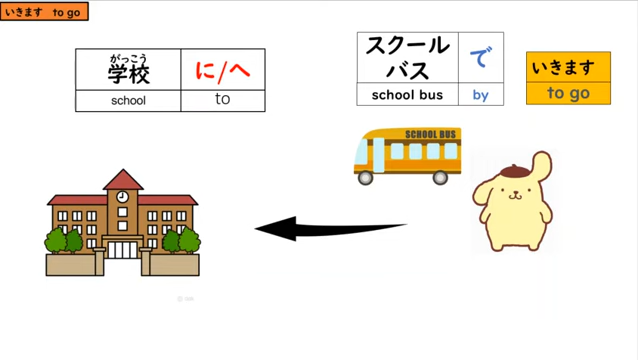 いきます to go
がっこう
学校 に/へ
school to
スクール
バス で
school bus by
いきます
to go
SCHOOL BUS